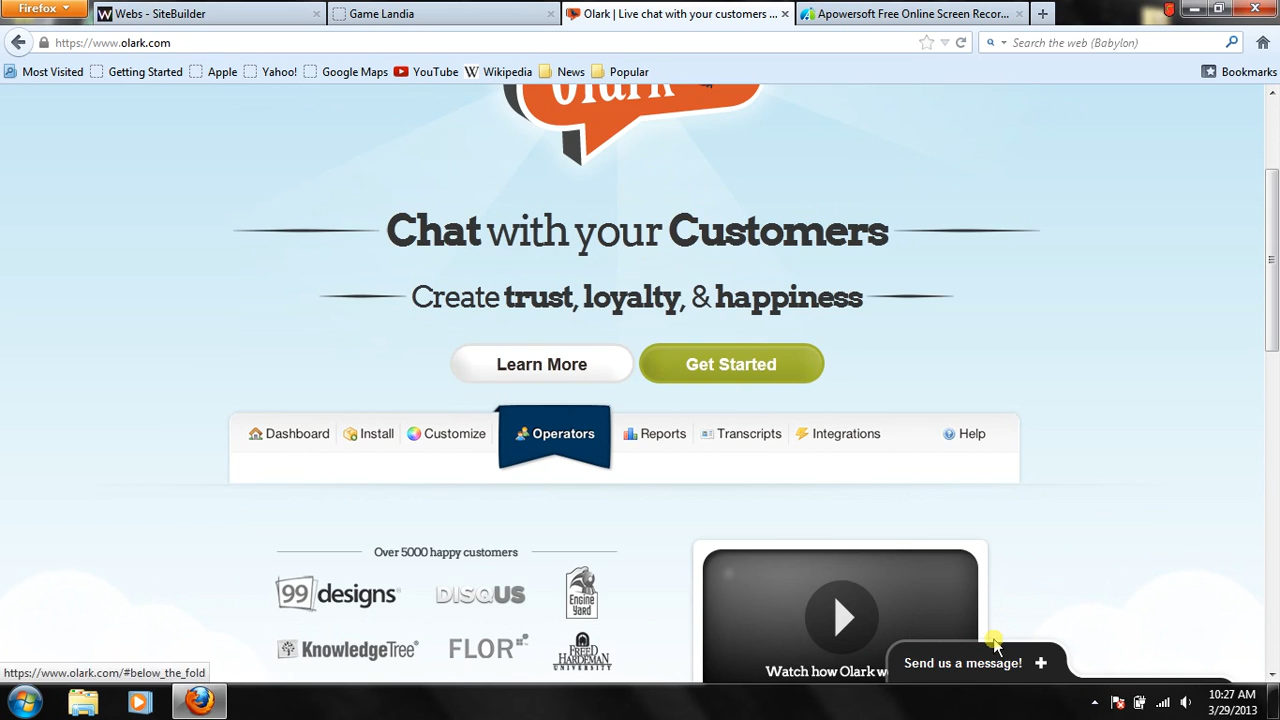 Firefox
Webs - SiteBuilder
Game Landia
Olark | Live chat with your customers ...
Apowersoft Free Online Screen Recor...
https://www.olark.com
Search the web (Babylon)
Most Visited
Getting Started
Apple
Yahoo!
Google Maps
YouTube
W Wikipedia
News
Popular
Bookmarks
Olark
Chat with your Customers
Create trust, loyalty, & happiness
Learn More
Get Started
Dashboard
Install
Customize
Operators
Reports
Transcripts
Integrations
Help
Over 5000 happy customers
99designs
DISQUS
Engine Yard
KnowledgeTree
FLOR
FREED HARDEMAN UNIVERSITY
Watch how Olark w
Send us a message!
https://www.olark.com/#below_the_fold
10:27 AM
3/29/2013